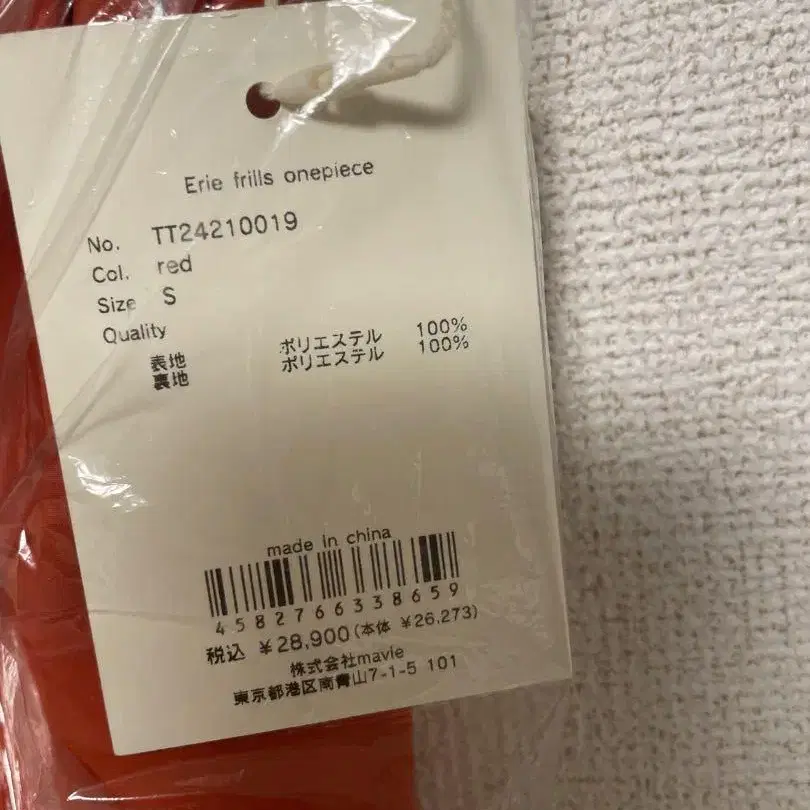 Erie frills onepiece
No. TT24210019
Col. red
Size S
Quality
表地 ポリエステル 100%
裏地 ポリエステル 100%
made in china
4582766338659
税込 ¥28,900(本体 ¥26,273)
株式会社mavle
東京都港区南青山7-1-5 101